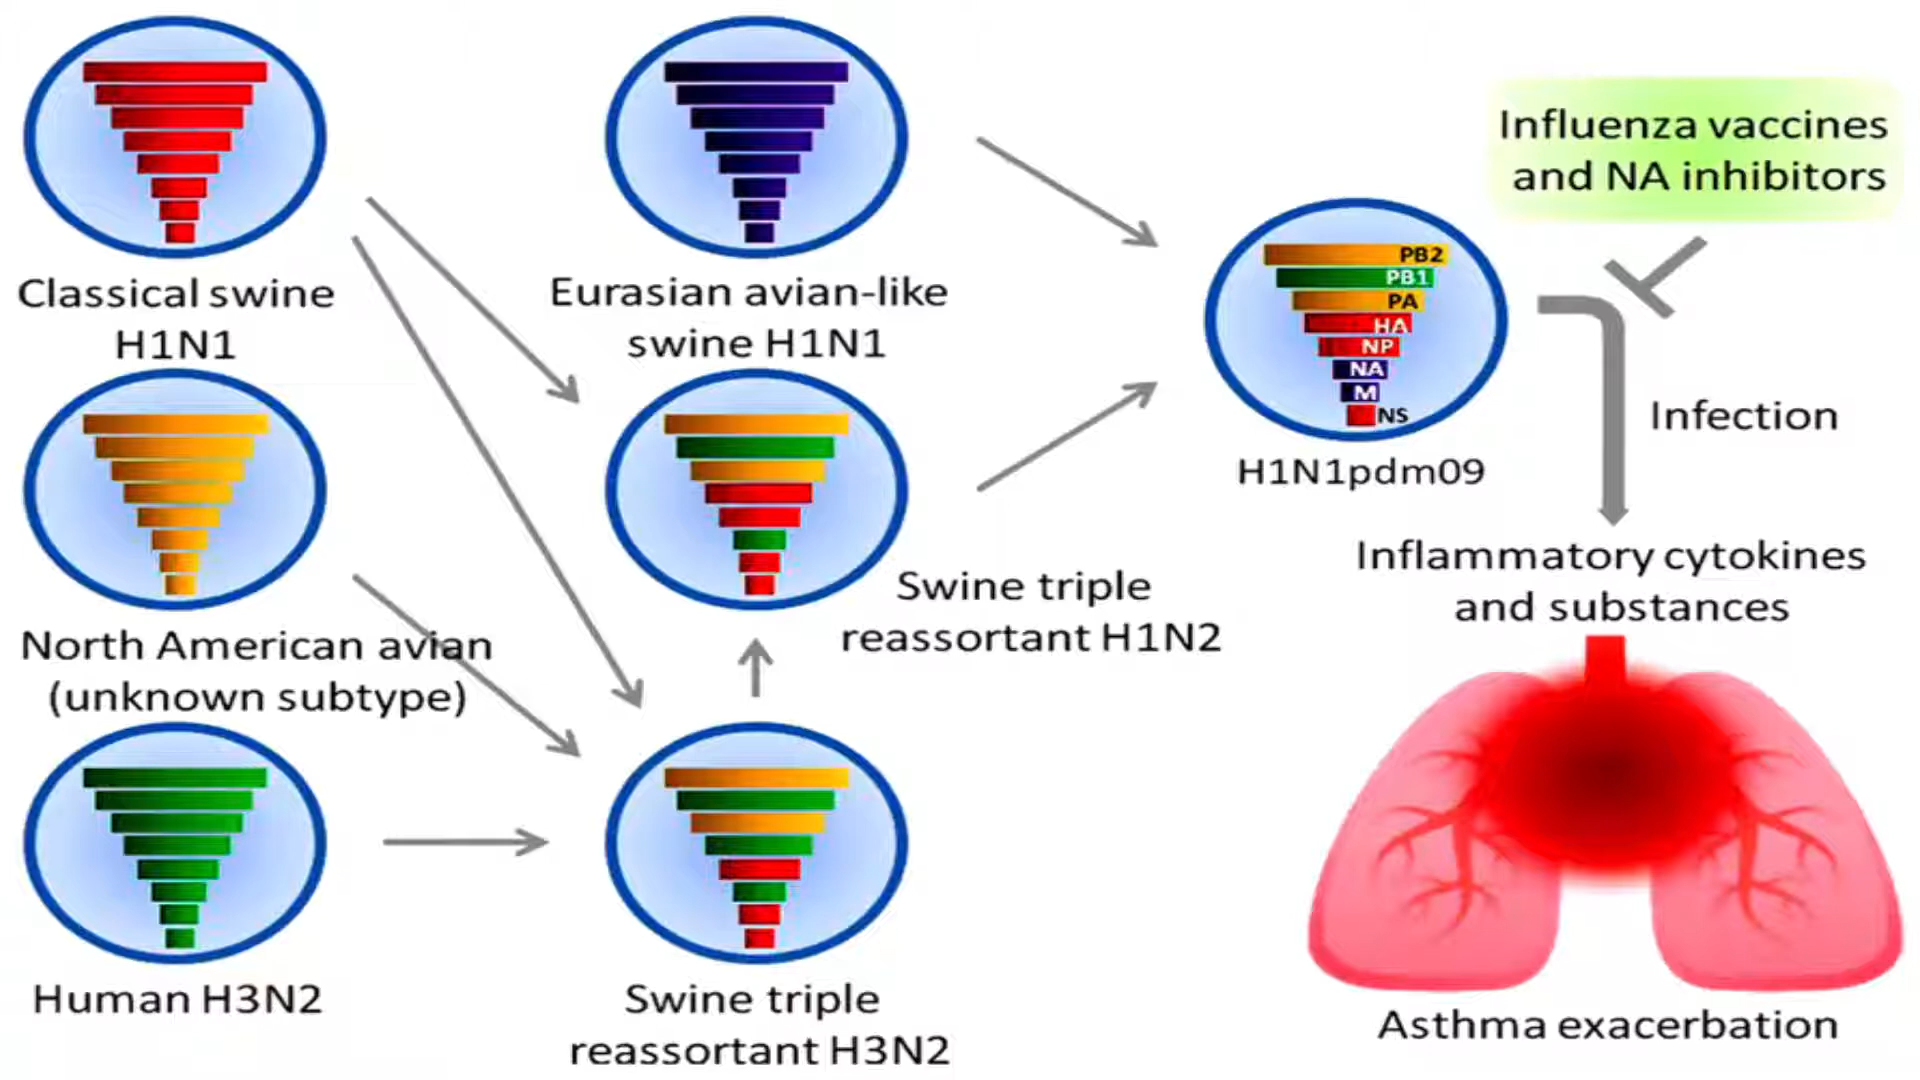 Classical swine
H1N1
North American avian
(unknown subtype)
Human H3N2
Eurasian avian-like
swine H1N1
Swine triple
reassortant H1N2
Swine triple
reassortant H3N2
PB2
PB1
PA
HA
NP
NA
M
NS
H1N1pdm09
Influenza vaccines
and NA inhibitors
Infection
Inflammatory cytokines
and substances
Asthma exacerbation